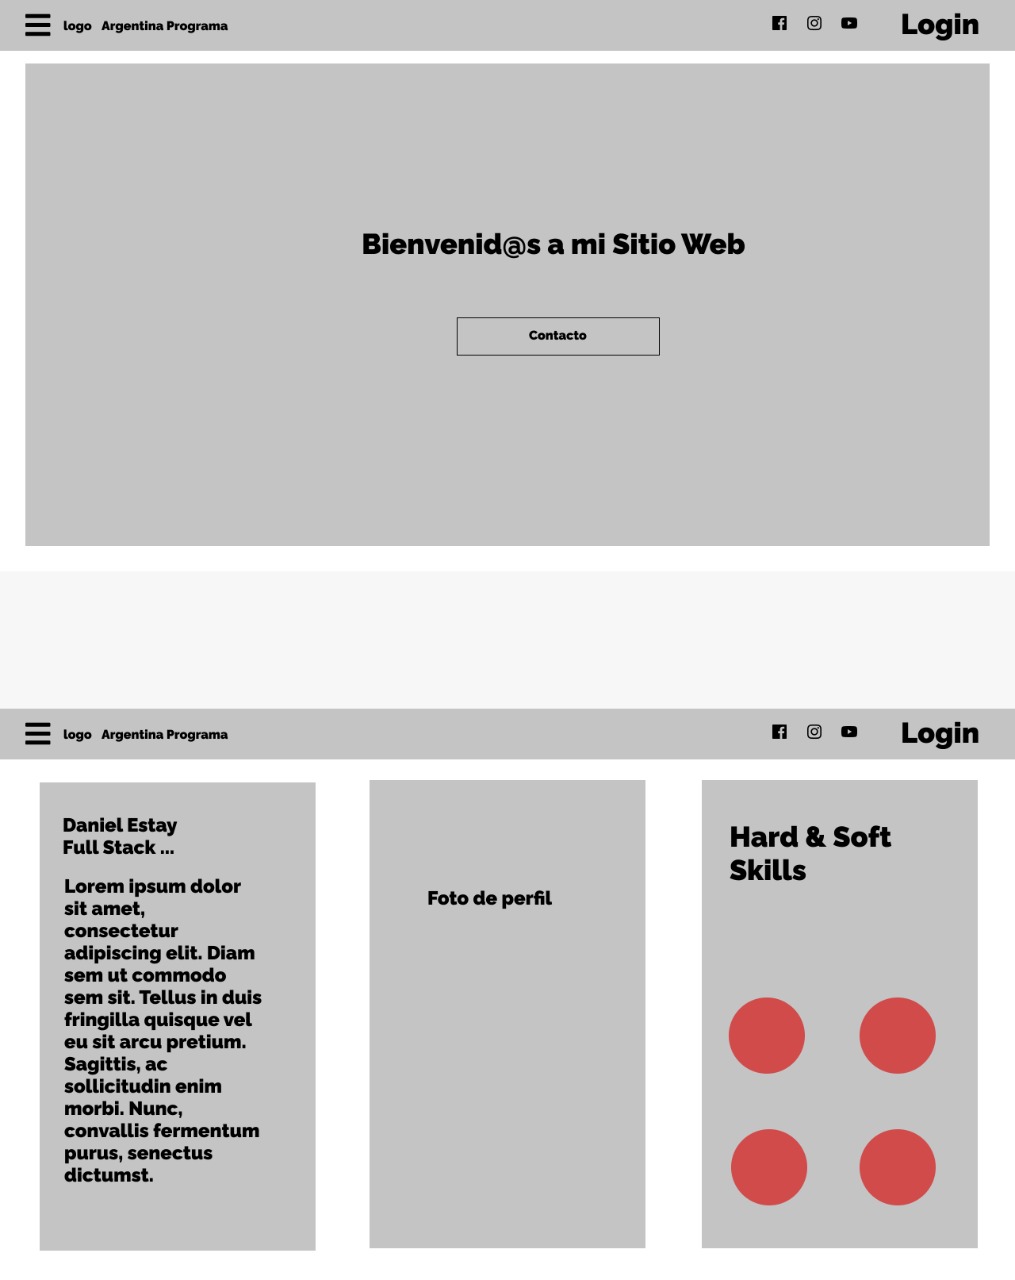 logo Argentina Programa Login
Bienvenid@s a mi Sitio Web
Contacto
logo Argentina Programa Login
Daniel Estay
Full Stack ...
Lorem ipsum dolor
sit amet,
consectetur
adipiscing elit. Diam
sem ut commodo
sem sit. Tellus in duis
fringilla quisque vel
eu sit arcu pretium.
Sagittis, ac
sollicitudin enim
morbi. Nunc,
convallis fermentum
purus, senectus
dictumst.
Foto de perfil
Hard & Soft
Skills